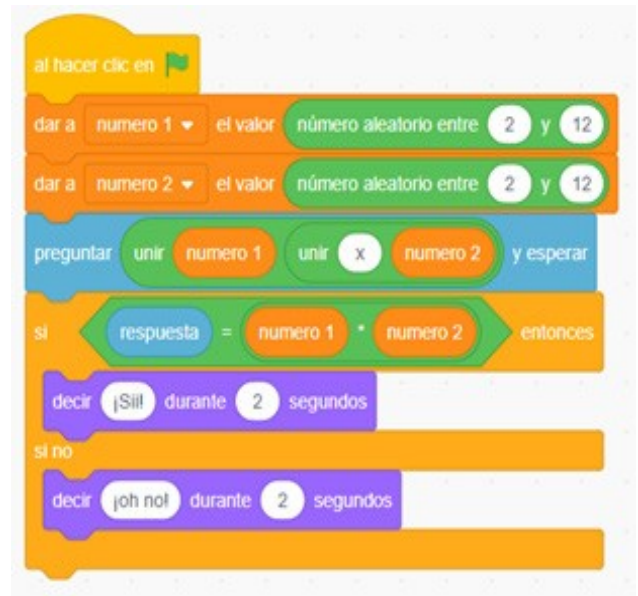 al hacer clic en
dar a numero 1 el valor número aleatorio entre 2 y 12
dar a numero 2 el valor número aleatorio entre 2 y 12
preguntar unir numero 1 unir x numero 2 y esperar
si respuesta = numero 1 * numero 2 entonces
decir ¡Sii! durante 2 segundos
si no
decir ¡oh no! durante 2 segundos